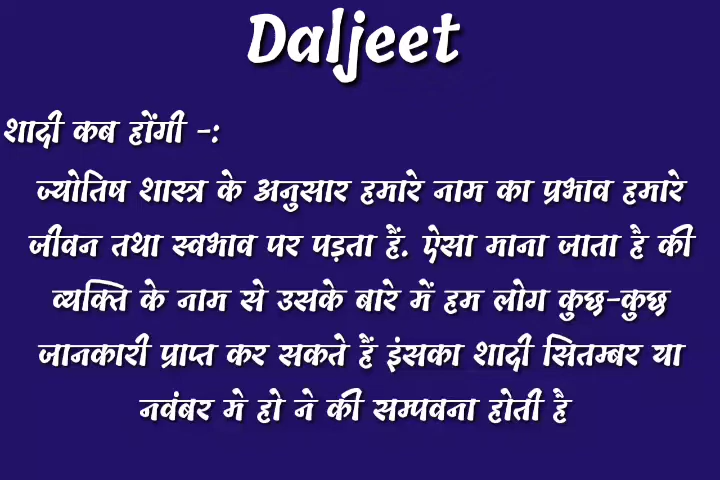 Daljeet
शादी कब होंगी -:
ज्योतिष शास्त्र के अनुसार हमारे नाम का प्रभाव हमारे
जीवन तथा स्वभाव पर पड़ता हैं. ऐसा माना जाता है की
व्यक्ति के नाम से उसके बारे में हम लोग कुछ-कुछ
जानकारी प्राप्त कर सकते हैं इंसका शादी सितम्बर या
नवंबर मे हो ने की सम्पवना होती है